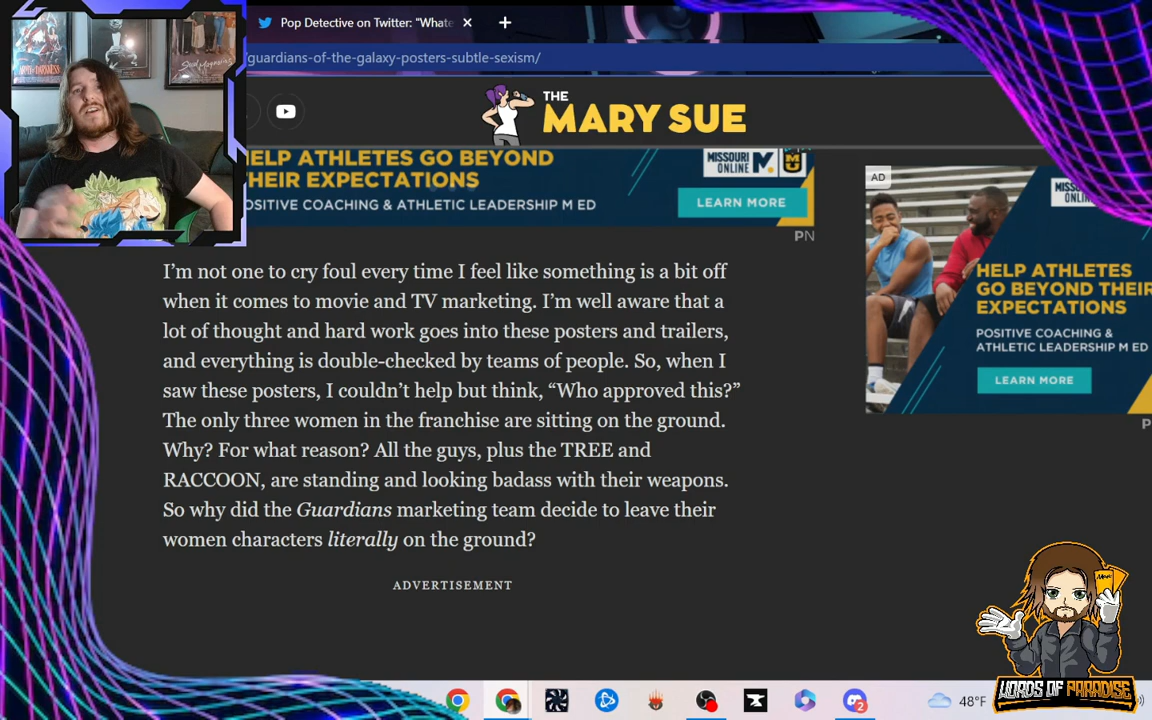 Pop Detective on Twitter: "Whate
guardians-of-the-galaxy-posters-subtle-sexism/
THE
MARY SUE
ELP ATHLETES GO BEYOND
HEIR EXPECTATIONS
OSITIVE COACHING & ATHLETIC LEADERSHIP M ED
MISSOURI
ONLINE
MU
LEARN MORE
PN
AD
MISSO
ONLIN
HELP ATHLETES
GO BEYOND THEIR
EXPECTATIONS
POSITIVE COACHING &
ATHLETIC LEADERSHIP M ED
LEARN MORE
P
I'm not one to cry foul every time I feel like something is a bit off
when it comes to movie and TV marketing. I'm well aware that a
lot of thought and hard work goes into these posters and trailers,
and everything is double-checked by teams of people. So, when I
saw these posters, I couldn't help but think, “Who approved this?”
The only three women in the franchise are sitting on the ground.
Why? For what reason? All the guys, plus the TREE and
RACCOON, are standing and looking badass with their weapons.
So why did the Guardians marketing team decide to leave their
women characters literally on the ground?
ADVERTISEMENT
WORDS OF PARADISE
2
48°F